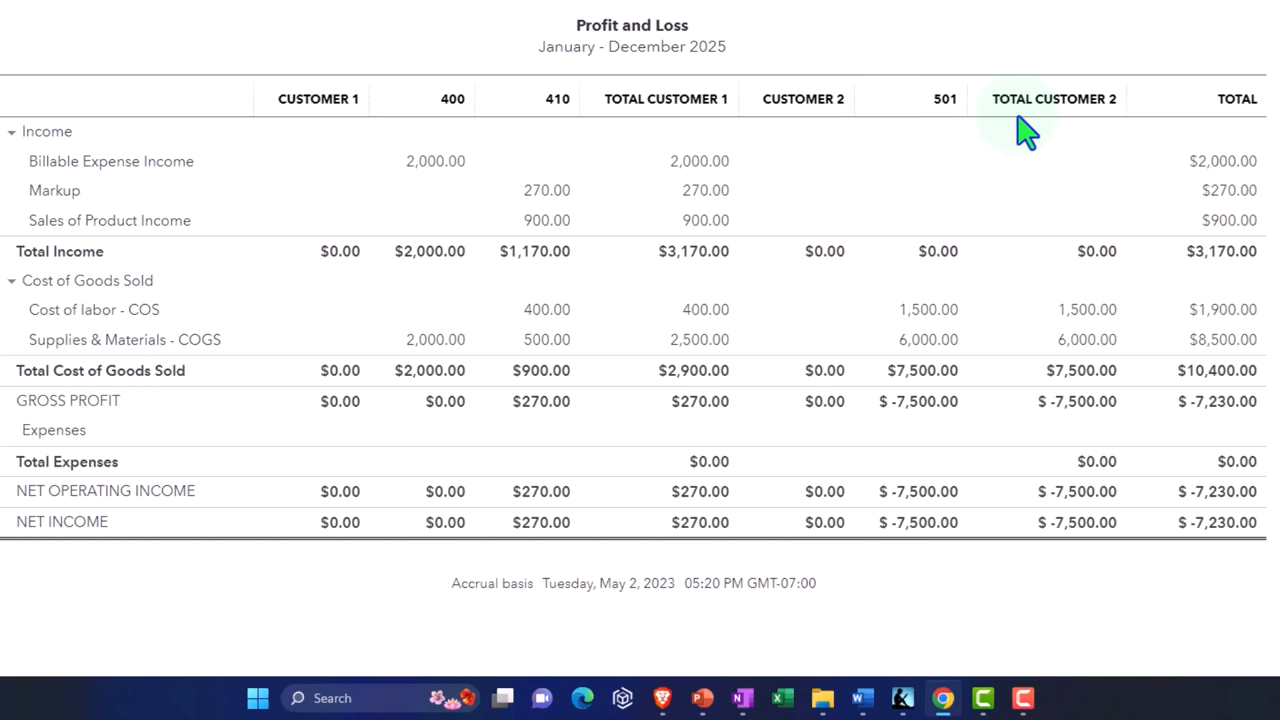 Profit and Loss
January - December 2025
CUSTOMER 1 400 410 TOTAL CUSTOMER 1 CUSTOMER 2 501 TOTAL CUSTOMER 2 TOTAL
Income
Billable Expense Income 2,000.00 2,000.00 $2,000.00
Markup 270.00 270.00 $270.00
Sales of Product Income 900.00 900.00 $900.00
Total Income $0.00 $2,000.00 $1,170.00 $3,170.00 $0.00 $0.00 $0.00 $3,170.00
Cost of Goods Sold
Cost of labor - COS 400.00 400.00 1,500.00 1,500.00 $1,900.00
Supplies & Materials - COGS 2,000.00 500.00 2,500.00 6,000.00 6,000.00 $8,500.00
Total Cost of Goods Sold $0.00 $2,000.00 $900.00 $2,900.00 $0.00 $7,500.00 $7,500.00 $10,400.00
GROSS PROFIT $0.00 $0.00 $270.00 $270.00 $0.00 $ -7,500.00 $ -7,500.00 $ -7,230.00
Expenses
Total Expenses $0.00 $0.00 $0.00
NET OPERATING INCOME $0.00 $0.00 $270.00 $270.00 $0.00 $ -7,500.00 $ -7,500.00 $ -7,230.00
NET INCOME $0.00 $0.00 $270.00 $270.00 $0.00 $ -7,500.00 $ -7,500.00 $ -7,230.00
Accrual basis Tuesday, May 2, 2023 05:20 PM GMT-07:00
Search